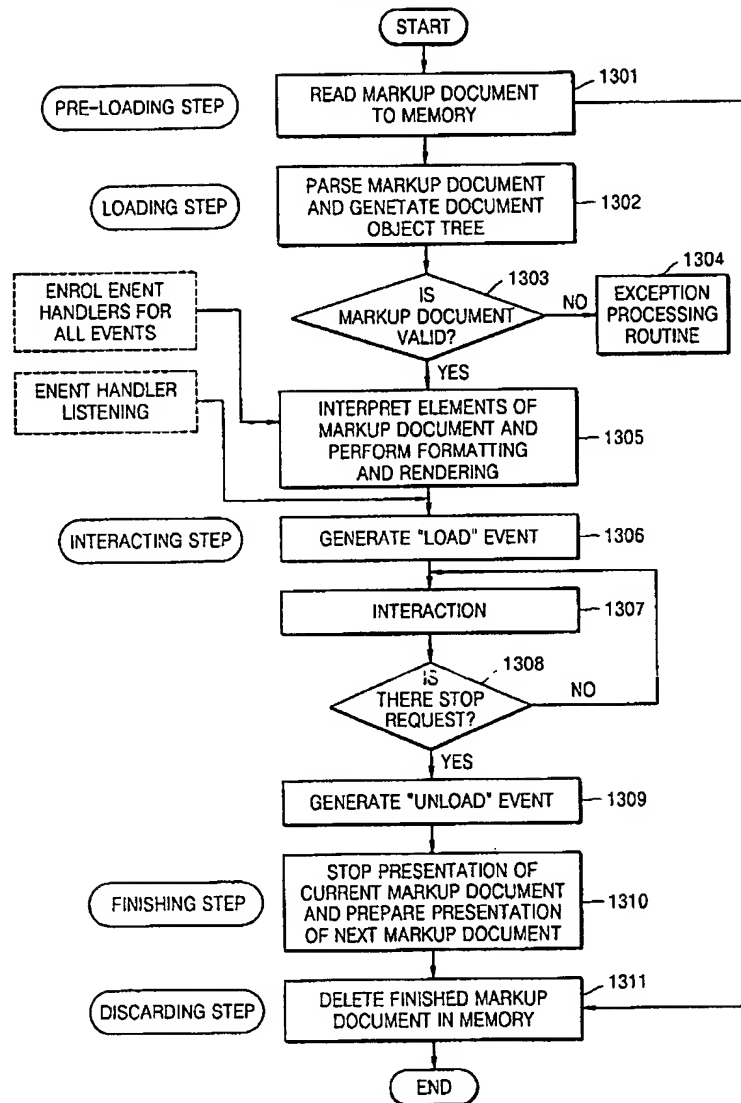 START
1301
PRE-LOADING STEP
READ MARKUP DOCUMENT
TO MEMORY
LOADING STEP
PARSE MARKUP DOCUMENT
AND GENETATE DOCUMENT
OBJECT TREE
1302
1303
1304
ENROL ENENT
HANDLERS FOR
ALL EVENTS
IS
MARKUP DOCUMENT
VALID?
NO
EXCEPTION
PROCESSING
ROUTINE
YES
ENENT HANDLER
LISTENING
INTERPRET ELEMENTS OF
MARKUP DOCUMENT AND
PERFORM FORMATTING
AND RENDERING
1305
INTERACTING STEP
GENERATE "LOAD" EVENT
1306
INTERACTION
1307
1308
IS
THERE STOP
REQUEST?
NO
YES
GENERATE "UNLOAD" EVENT
1309
FINISHING STEP
STOP PRESENTATION OF
CURRENT MARKUP DOCUMENT
AND PREPARE PRESENTATION
OF NEXT MARKUP DOCUMENT
1310
1311
DISCARDING STEP
DELETE FINISHED MARKUP
DOCUMENT IN MEMORY
END